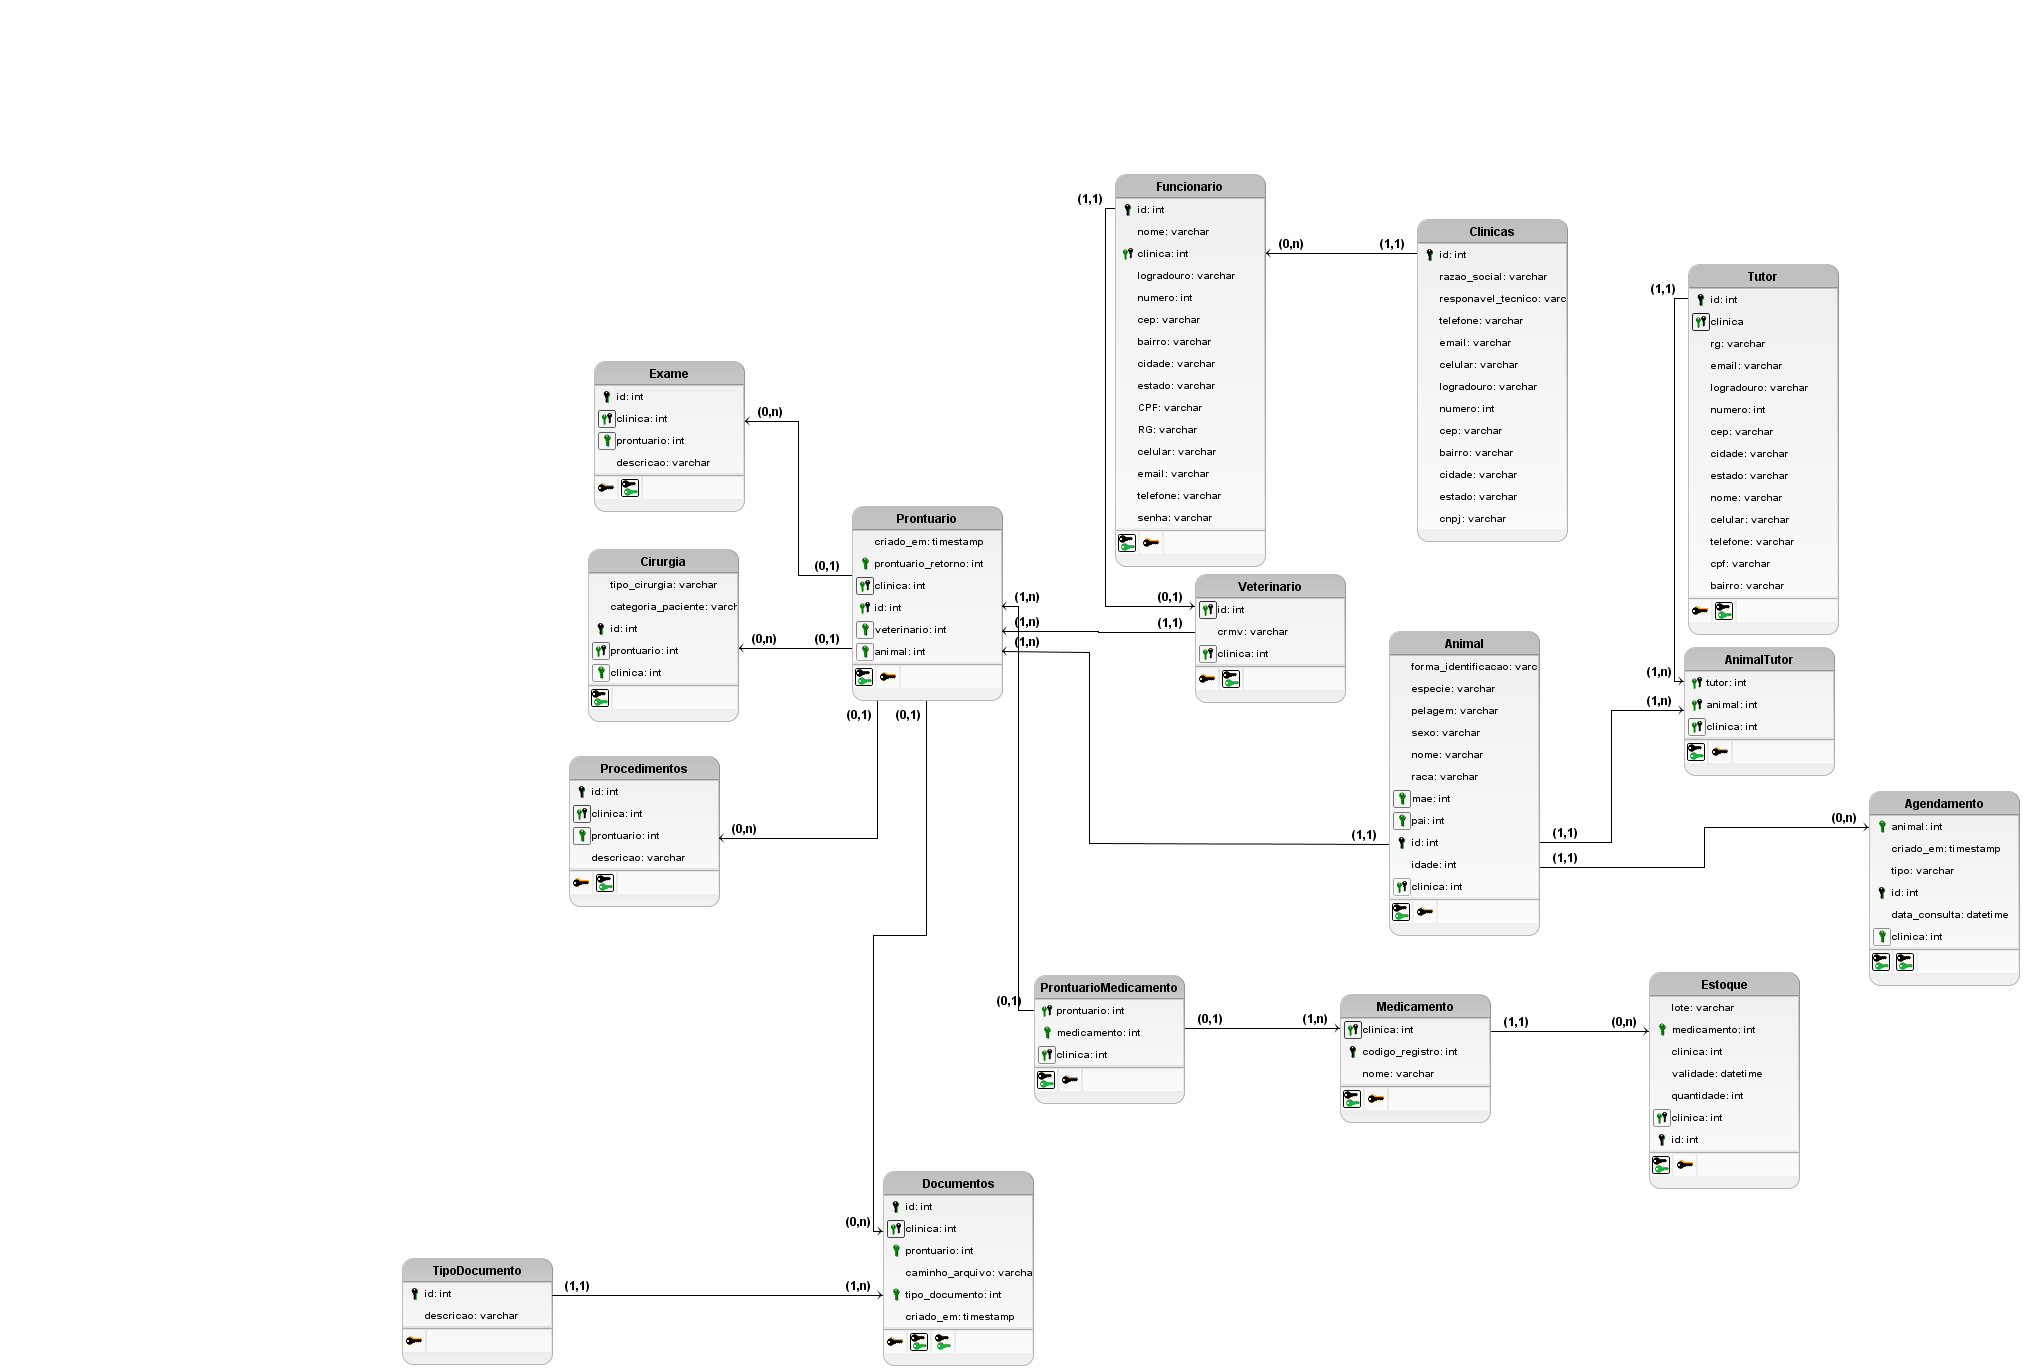 Funcionario
id: int
nome: varchar
clinica: int
logradouro: varchar
numero: int
cep: varchar
bairro: varchar
cidade: varchar
estado: varchar
CPF: varchar
RG: varchar
celular: varchar
email: varchar
telefone: varchar
senha: varchar
(1,1)
(0,n)
(1,1)
Clinicas
id: int
razao_social: varchar
responavel_tecnico: varc
telefone: varchar
email: varchar
celular: varchar
logradouro: varchar
numero: int
cep: varchar
bairro: varchar
cidade: varchar
estado: varchar
cnpj: varchar
Tutor
(1,1)
id: int
clinica
rg: varchar
email: varchar
logradouro: varchar
numero: int
cep: varchar
cidade: varchar
estado: varchar
nome: varchar
celular: varchar
telefone: varchar
cpf: varchar
bairro: varchar
Exame
id: int
clinica: int
prontuario: int
descricao: varchar
(0,n)
Prontuario
criado_em: timestamp
prontuario_retorno: int
clinica: int
id: int
veterinario: int
animal: int
(0,1)
(0,1)
(0,1)
(0,1)
(1,n)
(1,n)
(1,n)
Cirurgia
tipo_cirurgia: varchar
categoria_paciente: varch
id: int
prontuario: int
clinica: int
(0,n)
Veterinario
id: int
crmv: varchar
clinica: int
(0,1)
(1,1)
Animal
forma_identificacao: varc
especie: varchar
pelagem: varchar
sexo: varchar
nome: varchar
raca: varchar
mae: int
pai: int
id: int
idade: int
clinica: int
(1,1)
(1,1)
(1,1)
AnimalTutor
tutor: int
animal: int
clinica: int
(1,n)
(1,n)
Procedimentos
id: int
clinica: int
prontuario: int
descricao: varchar
(0,n)
Agendamento
animal: int
criado_em: timestamp
tipo: varchar
id: int
data_consulta: datetime
clinica: int
(0,n)
ProntuarioMedicamento
prontuario: int
medicamento: int
clinica: int
(0,1)
(0,1)
(1,n)
Medicamento
clinica: int
codigo_registro: int
nome: varchar
(1,1)
(0,n)
Estoque
lote: varchar
medicamento: int
clinica: int
validade: datetime
quantidade: int
clinica: int
id: int
Documentos
id: int
clinica: int
prontuario: int
caminho_arquivo: varcha
tipo_documento: int
criado_em: timestamp
(0,n)
(1,n)
TipoDocumento
id: int
descricao: varchar
(1,1)